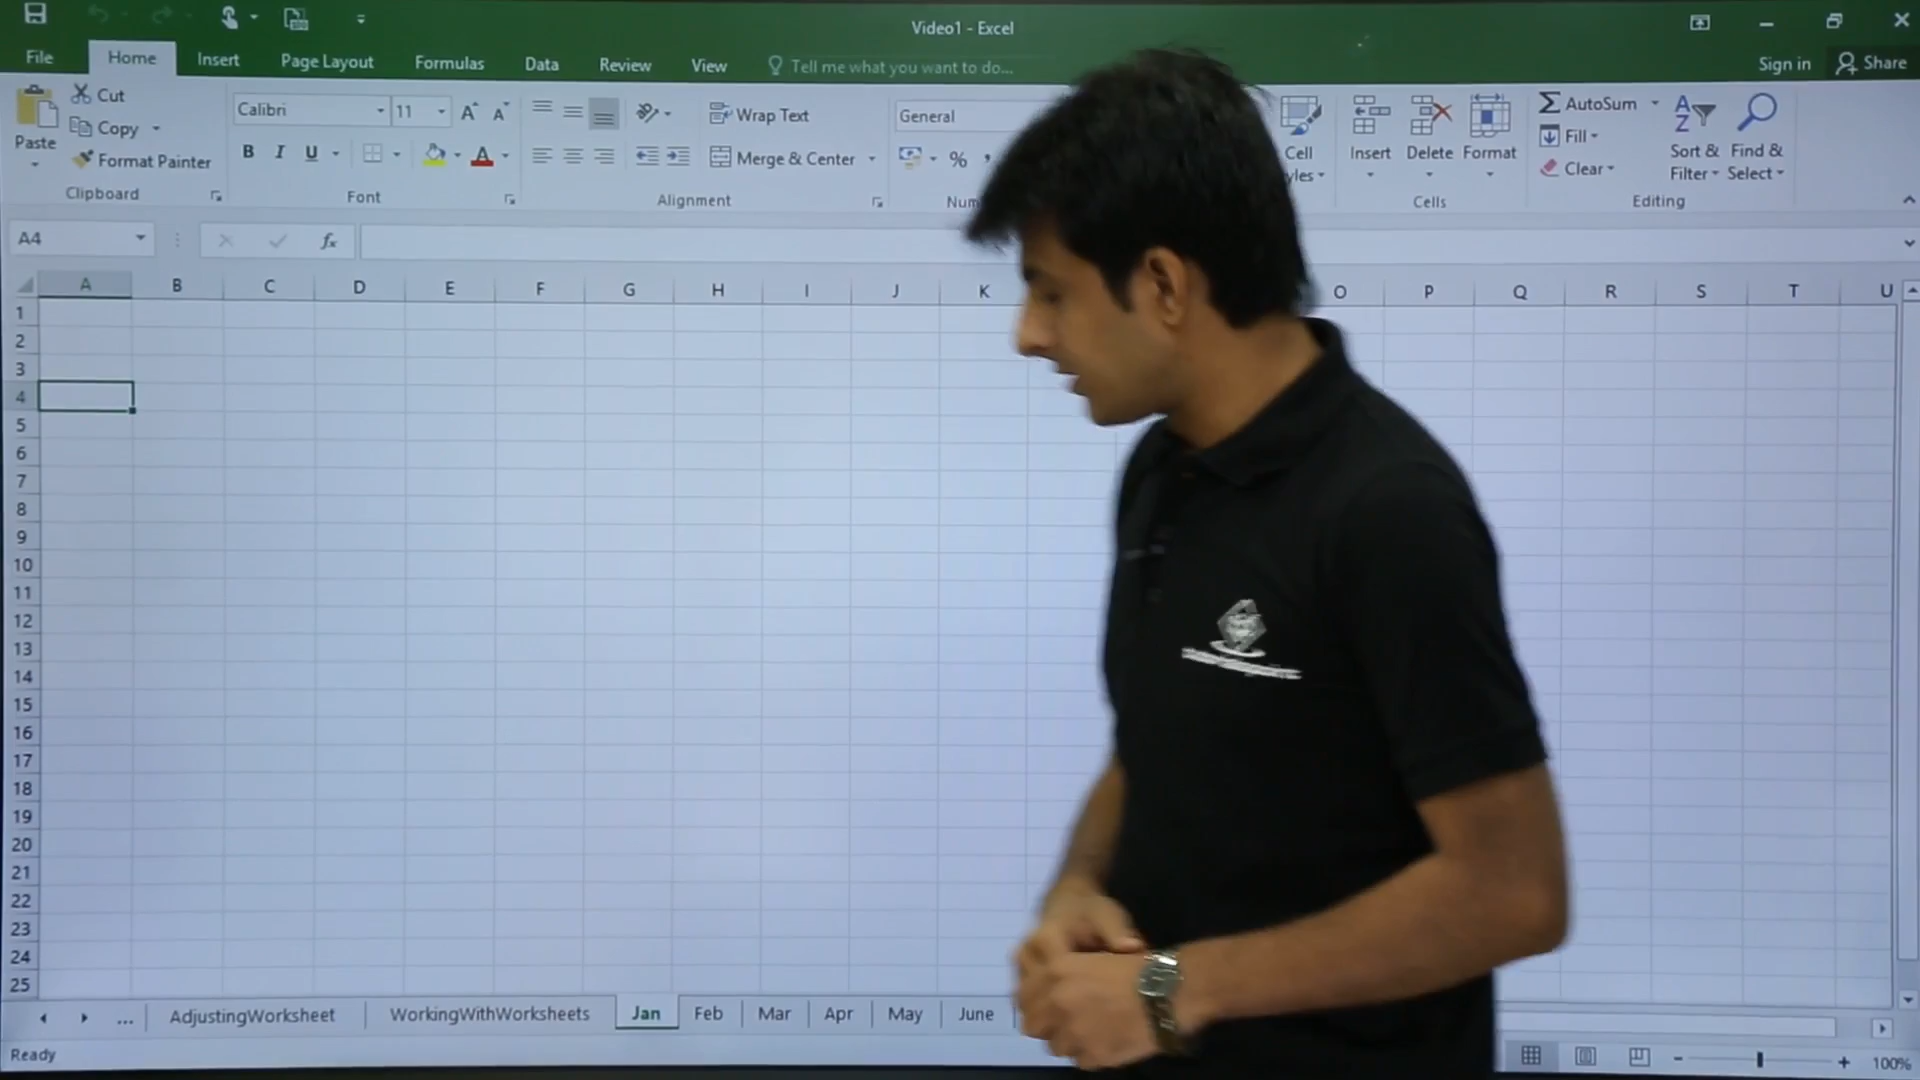 Video1 - Excel
File Home Insert Page Layout Formulas Data Review View Tell me what you want to do... Sign in Share
Paste Cut Copy Format Painter Clipboard
Calibri 11 B I U Font
Wrap Text Merge & Center Alignment
General % Num
Cell yles Insert Delete Format Cells
AutoSum Fill Clear Sort & Filter Find & Select Editing
A4 fx
A B C D E F G H I J K O P Q R S T U
1
2
3
4
5
6
7
8
9
10
11
12
13
14
15
16
17
18
19
20
21
22
23
24
25
... AdjustingWorksheet WorkingWithWorksheets Jan Feb Mar Apr May June
Ready 100%